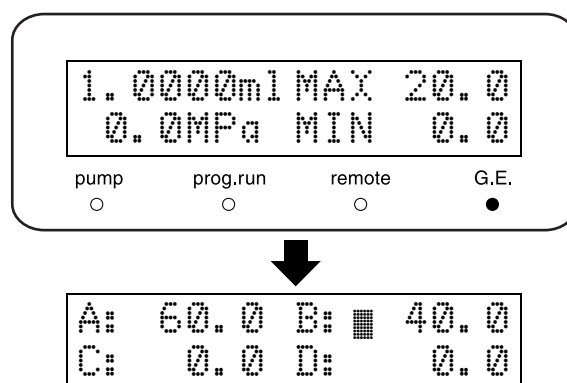 1.0000ml MAX 20.0
0.0MPa MIN 0.0
pump prog.run remote G.E.
A: 60.0 B: 40.0
C: 0.0 D: 0.0